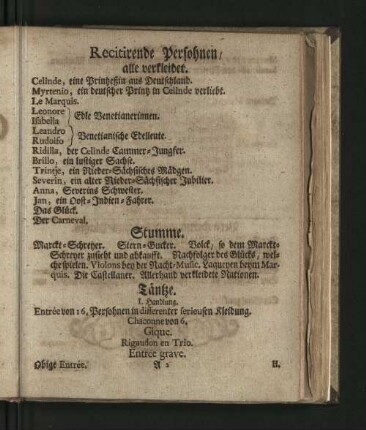 Recitirende Persohnen/
alle verkleidet.
Celinde, eine Printzeßin aus Deutschland.
Myrtenio, ein deutscher Printz in Celinde verliebt.
Le Marquis.
Leonore
Isabella } Edle Venetianerinnen.
Leandro
Rudolfo } Venetianische Edelleute.
Ridilla, der Celinde Cammer-Jungfer.
Brillo, ein lustiger Sachse.
Trintje, ein Nieder-Sächsisches Mädgen.
Severin, ein alter Nieder-Sächsischer Jubilier.
Anna, Severins Schwester.
Jan, ein Oost-Indien-Fahrer.
Das Glück.
Der Carneval.
Stumme.
Marckt-Schreyer. Stern-Gucker. Volck, so dem Marckt-
Schreyer zusieht und abkaufft. Nachfolger des Glücks, wel-
che spielen. Violons bey der Nacht-Music. Laqueyen beym Mar-
quis. Die Castellaner. Allerhand verkleidete Nationen.
Täntze.
I. Handlung.
Entrée von 16. Persohnen in differenter serieusen Kleidung.
Chaconne von 6.
Gique.
Rigaudon en Trio.
Entrée grave.
Obige Entrée. A 2 II.